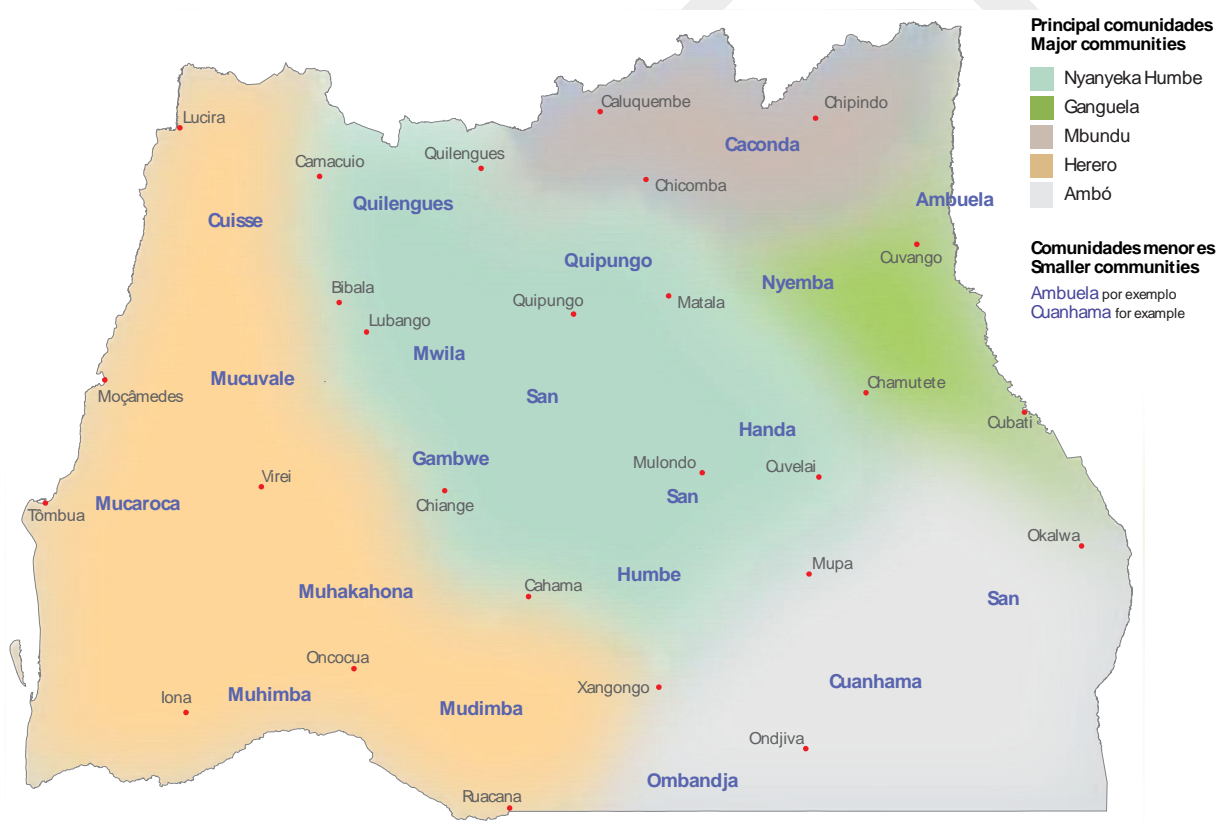 Principal comunidades
Major communities
Nyanyeka Humbe
Ganguela
Mbundu
Herero
Ambó
Comunidades menores
Smaller communities
Ambuela por exemplo
Cuanhama for example
Lucira
Caluquembe
Chipindo
Caconda
Camacuio
Quilengues
Chicomba
Quilengues
Ambuela
Cuisse
Cuvango
Quipungo
Nyemba
Bibala
Quipungo
Matala
Lubango
Mwila
Mucuvale
Chamutete
Moçâmedes
San
Cubati
Handa
Gambwe
Mulondo
Cuvelai
Virei
Mucaroca
Chiange
San
Tômbua
Okalwa
Mupa
Humbe
Cahama
Muhakahona
San
Oncocua
Cuanhama
Xangongo
Iona
Muhimba
Mudimba
Ondjiva
Ombandja
Ruacana